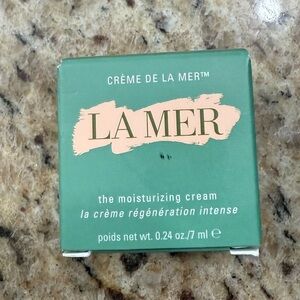 CRÈME DE LA MER™
LA MER
the moisturizing cream
la crème régénération intense
poids net wt. 0.24 oz./7 ml ℮